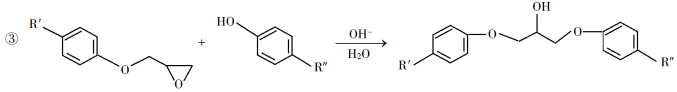 ③ R′ O O + HO R″ OH⁻ H₂O OH O O R′ R″